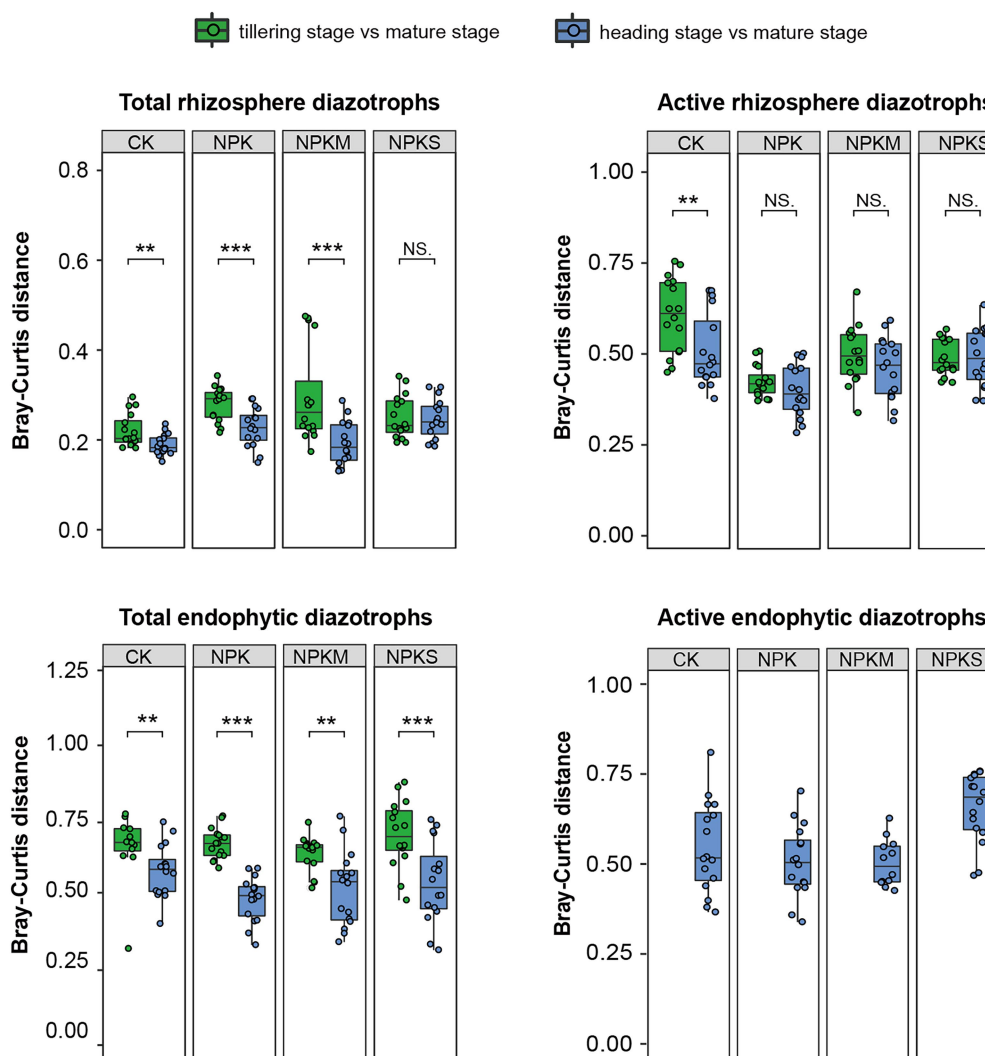 tillering stage vs mature stage heading stage vs mature stage
Total rhizosphere diazotrophs
CK NPK NPKM NPKS
0.8
0.6
0.4
0.2
0.0
Bray-Curtis distance
** *** *** NS.
Active rhizosphere diazotrophs
CK NPK NPKM NPKS
1.00
0.75
0.50
0.25
0.00
Bray-Curtis distance
** NS. NS. NS.
Total endophytic diazotrophs
CK NPK NPKM NPKS
1.25
1.00
0.75
0.50
0.25
0.00
Bray-Curtis distance
** *** ** ***
Active endophytic diazotrophs
CK NPK NPKM NPKS
1.00
0.75
0.50
0.25
0.00
Bray-Curtis distance